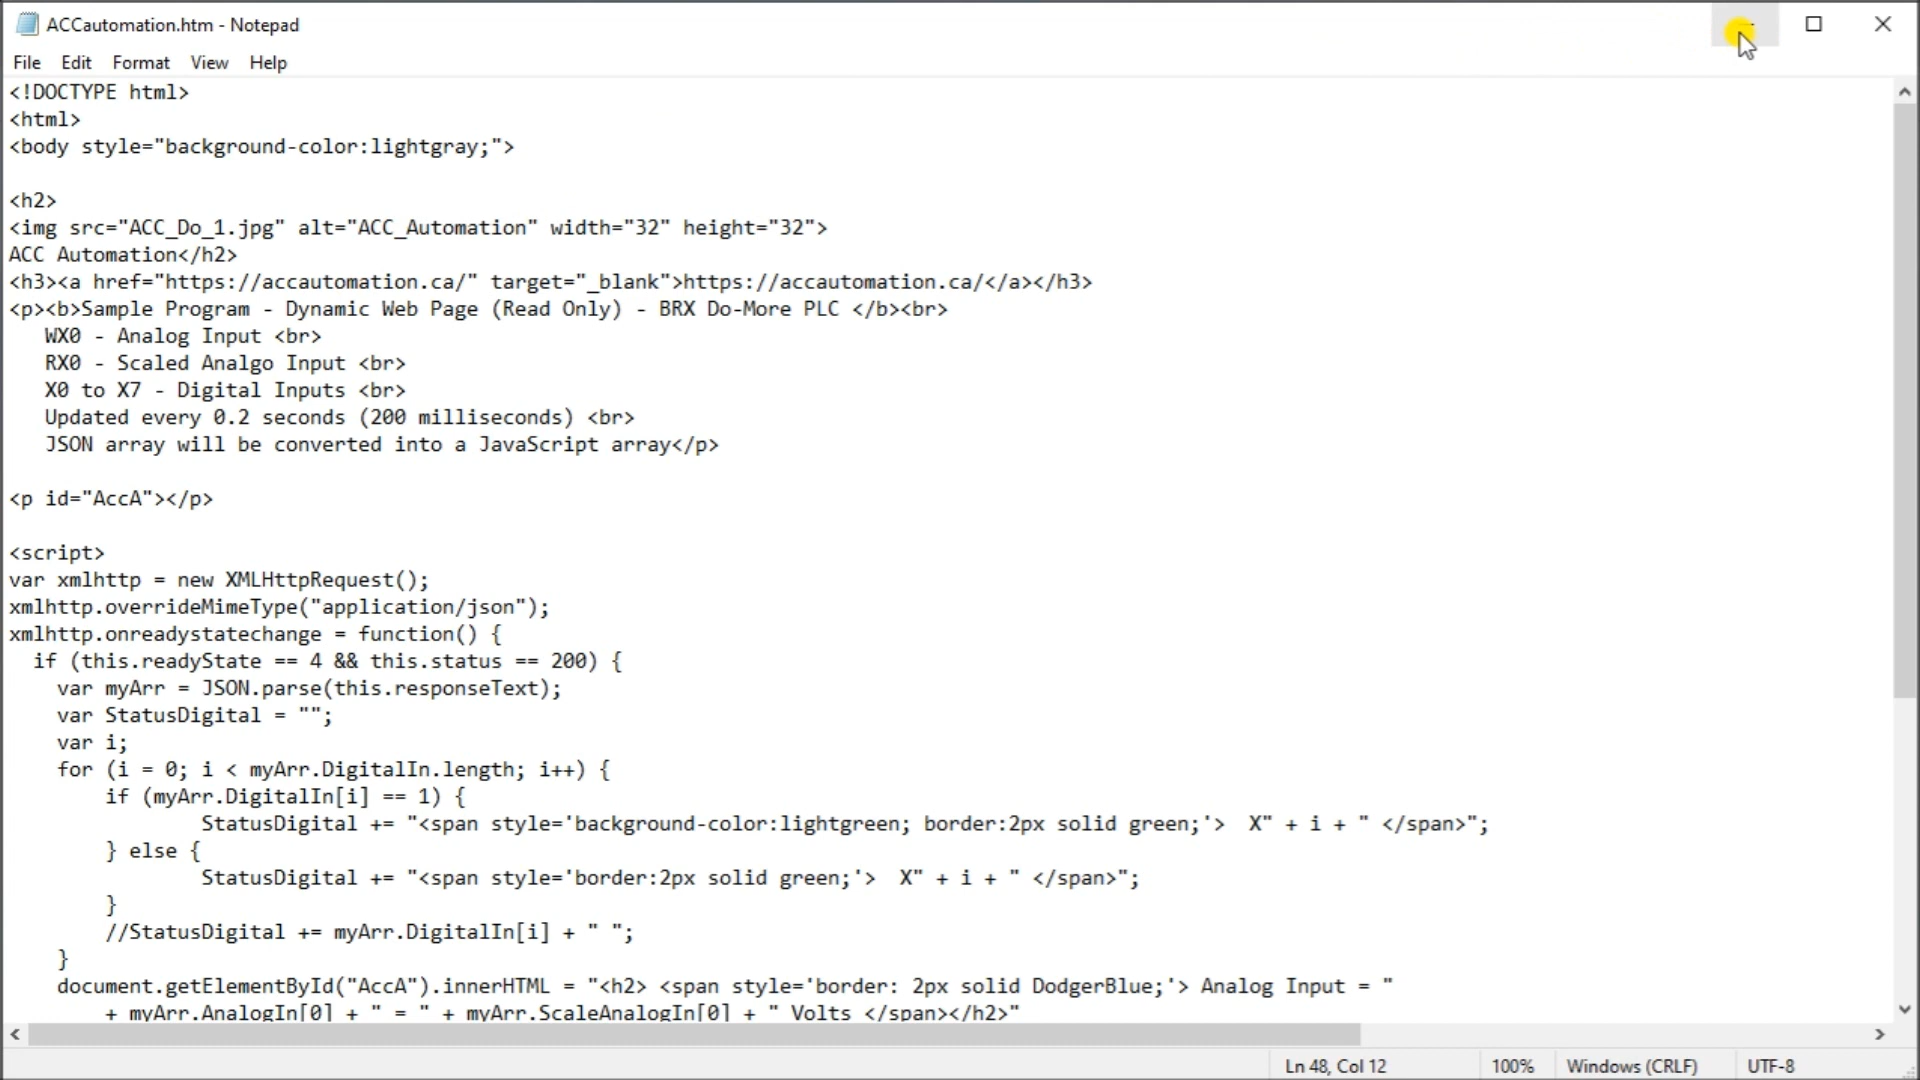 ACCautomation.htm - Notepad
File Edit Format View Help
<!DOCTYPE html>
<html>
<body style="background-color:lightgray;">
<h2>
<img src="ACC_Do_1.jpg" alt="ACC_Automation" width="32" height="32">
ACC Automation</h2>
<h3><a href="https://accautomation.ca/" target="_blank">https://accautomation.ca/</a></h3>
<p><b>Sample Program - Dynamic Web Page (Read Only) - BRX Do-More PLC </b><br>
WX0 - Analog Input <br>
RX0 - Scaled Analgo Input <br>
X0 to X7 - Digital Inputs <br>
Updated every 0.2 seconds (200 milliseconds) <br>
JSON array will be converted into a JavaScript array</p>
<p id="AccA"></p>
<script>
var xmlhttp = new XMLHttpRequest();
xmlhttp.overrideMimeType("application/json");
xmlhttp.onreadystatechange = function() {
if (this.readyState == 4 && this.status == 200) {
var myArr = JSON.parse(this.responseText);
var StatusDigital = "";
var i;
for (i = 0; i < myArr.DigitalIn.length; i++) {
if (myArr.DigitalIn[i] == 1) {
StatusDigital += "<span style='background-color:lightgreen; border:2px solid green;'>  X" + i + " </span>";
} else {
StatusDigital += "<span style='border:2px solid green;'>  X" + i + " </span>";
}
//StatusDigital += myArr.DigitalIn[i] + " ";
}
document.getElementById("AccA").innerHTML = "<h2> <span style='border: 2px solid DodgerBlue;'> Analog Input = "
+ myArr.AnalogIn[0] + " = " + myArr.ScaleAnalogIn[0] + " Volts </span></h2>"
Ln 48, Col 12 100% Windows (CRLF) UTF-8